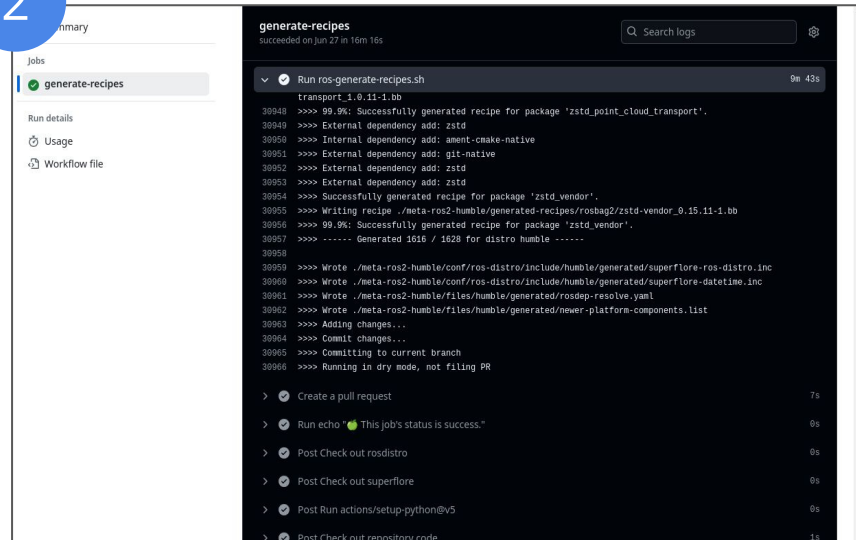 2
mmary
Jobs
generate-recipes
Run details
Usage
Workflow file
generate-recipes
succeeded on Jun 27 in 16m 16s
Search logs
Run ros-generate-recipes.sh 9m 43s
transport_1.0.11-1.bb
30948 >>>> 99.9%: Successfully generated recipe for package 'zstd_point_cloud_transport'.
30949 >>>> External dependency add: zstd
30950 >>>> Internal dependency add: ament-cmake-native
30951 >>>> External dependency add: git-native
30952 >>>> External dependency add: zstd
30953 >>>> External dependency add: zstd
30954 >>>> Successfully generated recipe for package 'zstd_vendor'.
30955 >>>> Writing recipe ./meta-ros2-humble/generated-recipes/rosbag2/zstd-vendor_0.15.11-1.bb
30956 >>>> 99.9%: Successfully generated recipe for package 'zstd_vendor'.
30957 >>>> ------ Generated 1616 / 1628 for distro humble ------
30958
30959 >>>> Wrote ./meta-ros2-humble/conf/ros-distro/include/humble/generated/superflore-ros-distro.inc
30960 >>>> Wrote ./meta-ros2-humble/conf/ros-distro/include/humble/generated/superflore-datetime.inc
30961 >>>> Wrote ./meta-ros2-humble/files/humble/generated/rosdep-resolve.yaml
30962 >>>> Wrote ./meta-ros2-humble/files/humble/generated/newer-platform-components.list
30963 >>>> Adding changes...
30964 >>>> Commit changes...
30965 >>>> Committing to current branch
30966 >>>> Running in dry mode, not filing PR
Create a pull request 7s
Run echo "🍏 This job's status is success." 0s
Post Check out rosdistro 0s
Post Check out superflore 0s
Post Run actions/setup-python@v5 0s
Post Check out repository code 1s